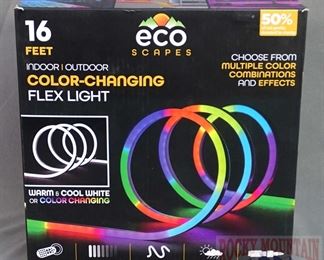 16
FEET
eco
SCAPES
50%
INDOOR | OUTDOOR
COLOR-CHANGING
FLEX LIGHT
CHOOSE FROM
MULTIPLE COLOR
COMBINATIONS
AND EFFECTS
WARM & COOL WHITE
OR COLOR CHANGING
ROCKY MOUNTAIN